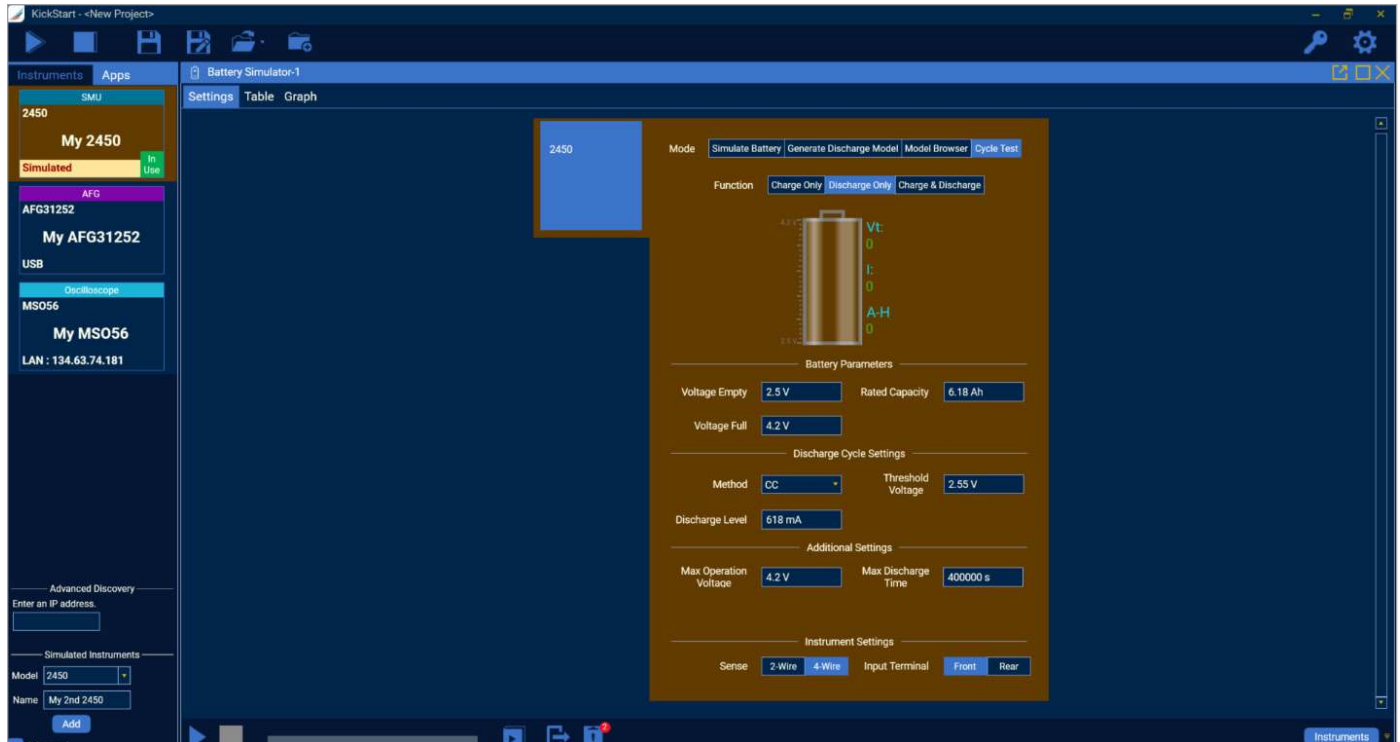 KickStart - <New Project>
Instruments Apps
Battery Simulator-1
Settings Table Graph
SMU
2450
My 2450
Simulated
In Use
AFG
AFG31252
My AFG31252
USB
Oscilloscope
MSO56
My MSO56
LAN : 134.63.74.181
Advanced Discovery
Enter an IP address.
Simulated Instruments
Model 2450
Name My 2nd 2450
Add
2450
Mode Simulate Battery Generate Discharge Model Model Browser Cycle Test
Function Charge Only Discharge Only Charge & Discharge
4.2 V
Vt:
0
I:
0
A-H
0
2.5 V
Battery Parameters
Voltage Empty 2.5 V Rated Capacity 6.18 Ah
Voltage Full 4.2 V
Discharge Cycle Settings
Method CC Threshold Voltage 2.55 V
Discharge Level 618 mA
Additional Settings
Max Operation Voltage 4.2 V Max Discharge Time 400000 s
Instrument Settings
Sense 2-Wire 4-Wire Input Terminal Front Rear
2
Instruments